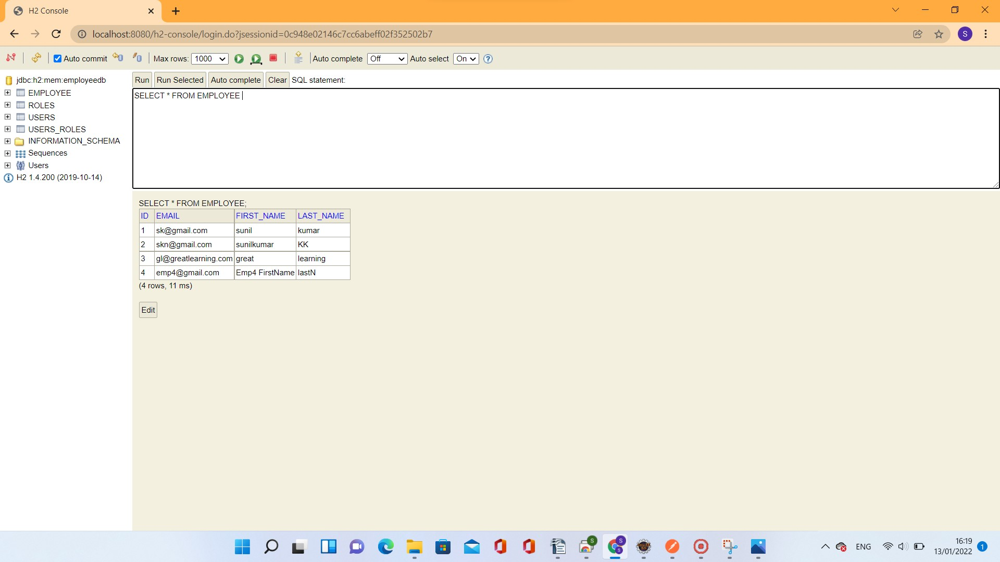 H2 Console
localhost:8080/h2-console/login.do?jsessionid=0c948e02146c7cc6abeff02f352502b7
S
Auto commit Max rows: 1000 Auto complete Off Auto select On
jdbc:h2:mem:employeedb
EMPLOYEE
ROLES
USERS
USERS_ROLES
INFORMATION_SCHEMA
Sequences
Users
H2 1.4.200 (2019-10-14)
Run Run Selected Auto complete Clear SQL statement:
SELECT * FROM EMPLOYEE
SELECT * FROM EMPLOYEE;
ID EMAIL FIRST_NAME LAST_NAME
1 sk@gmail.com sunil kumar
2 skn@gmail.com sunilkumar KK
3 gl@greatlearning.com great learning
4 emp4@gmail.com Emp4 FirstName lastN
(4 rows, 11 ms)
Edit
S
S
S
ENG
16:19
13/01/2022
1